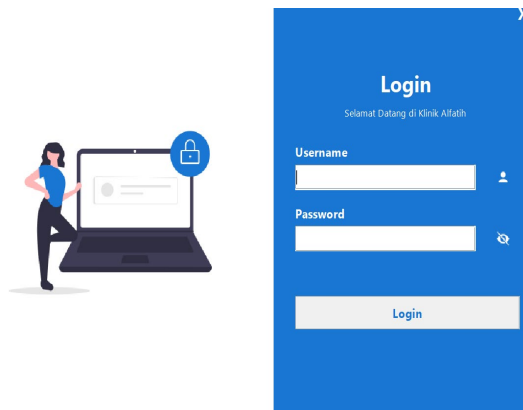 X
Login
Selamat Datang di Klinik Alfatih
Username
Password
Login